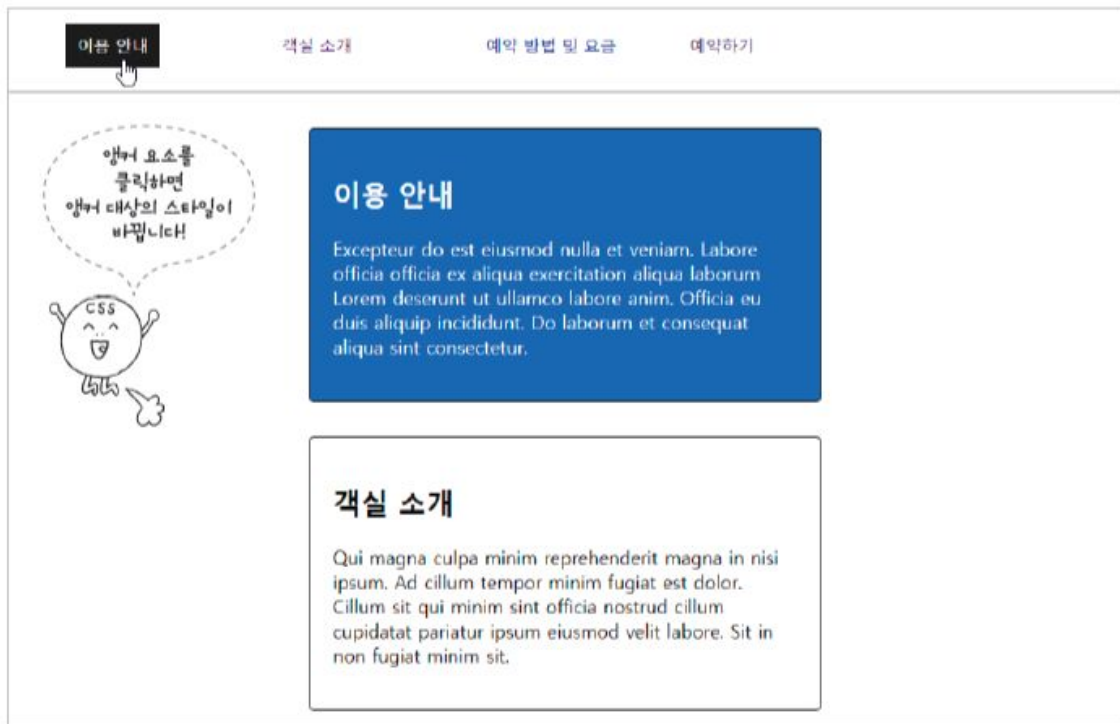 이용 안내
객실 소개
예약 방법 및 요금
예약하기
앵커 요소를
클릭하면
앵커 대상의 스타일이
바뀝니다!
CSS
이용 안내
Excepteur do est eiusmod nulla et veniam. Labore
officia officia ex aliqua exercitation aliqua laborum
Lorem deserunt ut ullamco labore anim. Officia eu
duis aliquip incididunt. Do laborum et consequat
aliqua sint consectetur.
객실 소개
Qui magna culpa minim reprehenderit magna in nisi
ipsum. Ad cillum tempor minim fugiat est dolor.
Cillum sit qui minim sint officia nostrud cillum
cupidatat pariatur ipsum eiusmod velit labore. Sit in
non fugiat minim sit.